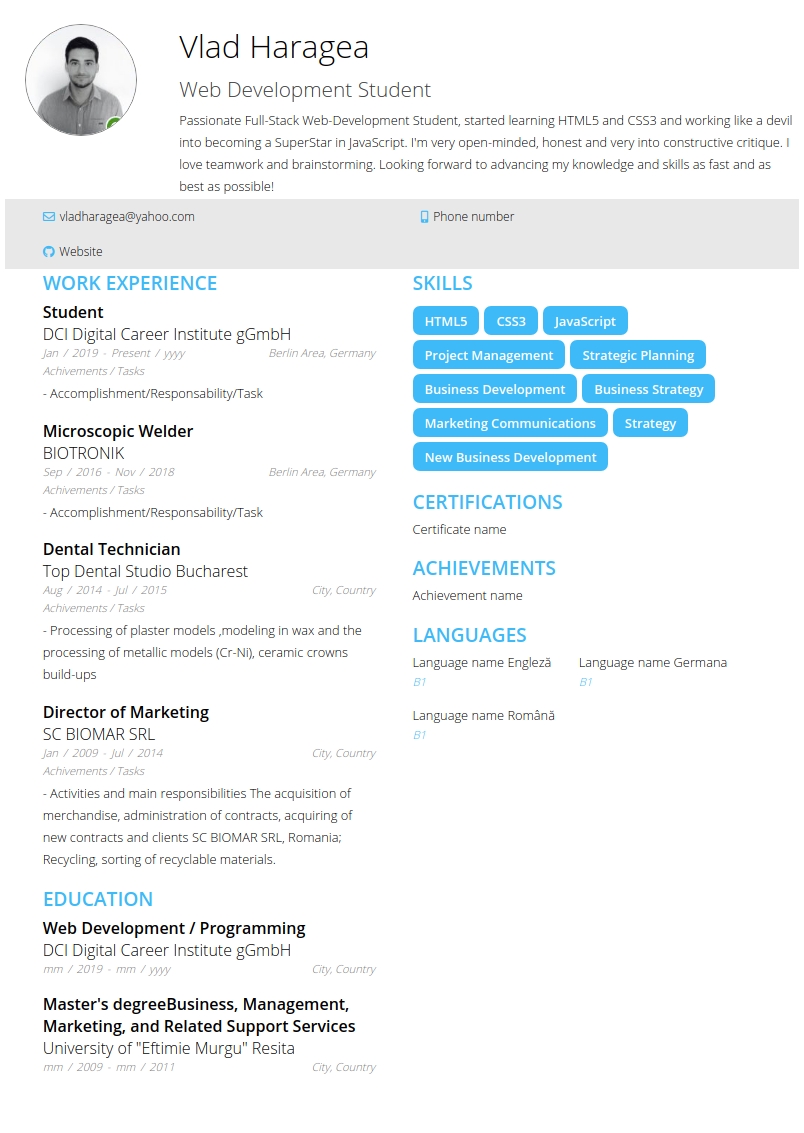 Vlad Haragea
Web Development Student
Passionate Full-Stack Web-Development Student, started learning HTML5 and CSS3 and working like a devil
into becoming a SuperStar in JavaScript. I'm very open-minded, honest and very into constructive critique. I
love teamwork and brainstorming. Looking forward to advancing my knowledge and skills as fast and as
best as possible!
vladharagea@yahoo.com
Phone number
Website
WORK EXPERIENCE
Student
DCI Digital Career Institute gGmbH
Jan / 2019 - Present / yyyy Berlin Area, Germany
Achivements / Tasks
- Accomplishment/Responsability/Task
Microscopic Welder
BIOTRONIK
Sep / 2016 - Nov / 2018 Berlin Area, Germany
Achivements / Tasks
- Accomplishment/Responsability/Task
Dental Technician
Top Dental Studio Bucharest
Aug / 2014 - Jul / 2015 City, Country
Achivements / Tasks
- Processing of plaster models ,modeling in wax and the
processing of metallic models (Cr-Ni), ceramic crowns
build-ups
Director of Marketing
SC BIOMAR SRL
Jan / 2009 - Jul / 2014 City, Country
Achivements / Tasks
- Activities and main responsibilities The acquisition of
merchandise, administration of contracts, acquiring of
new contracts and clients SC BIOMAR SRL, Romania;
Recycling, sorting of recyclable materials.
EDUCATION
Web Development / Programming
DCI Digital Career Institute gGmbH
mm / 2019 - mm / yyyy City, Country
Master's degreeBusiness, Management,
Marketing, and Related Support Services
University of "Eftimie Murgu" Resita
mm / 2009 - mm / 2011 City, Country
SKILLS
HTML5 CSS3 JavaScript
Project Management Strategic Planning
Business Development Business Strategy
Marketing Communications Strategy
New Business Development
CERTIFICATIONS
Certificate name
ACHIEVEMENTS
Achievement name
LANGUAGES
Language name Engleză Language name Germana
B1 B1
Language name Română
B1